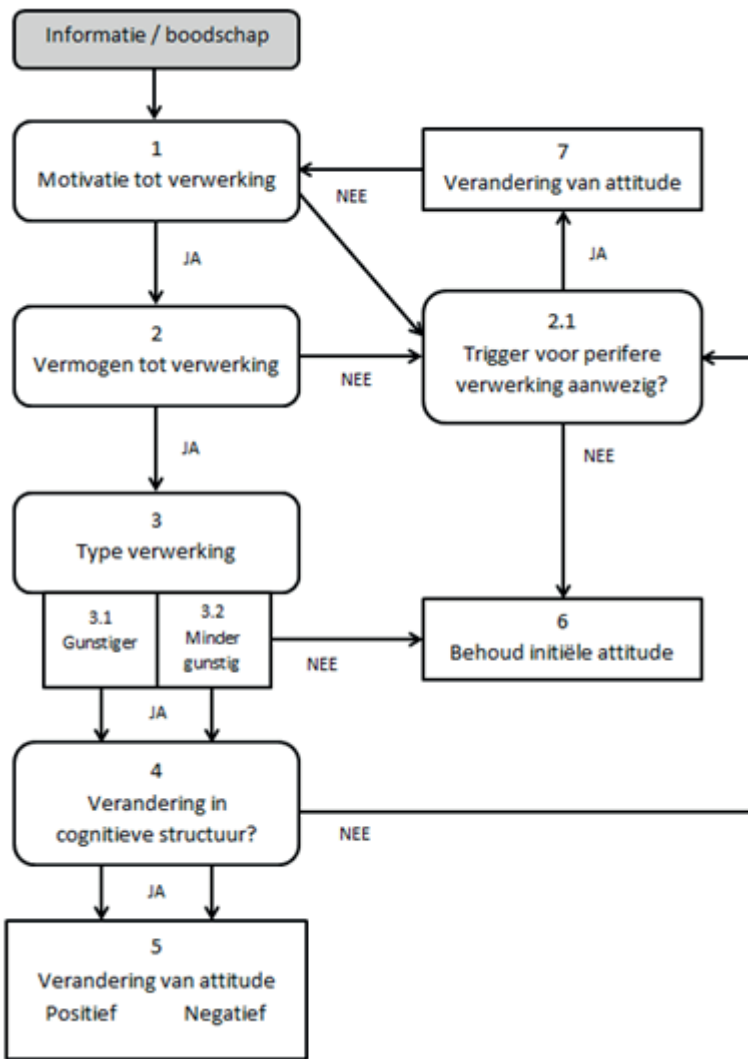 Informatie / boodschap
1
Motivatie tot verwerking
7
Verandering van attitude
NEE
JA
JA
2
Vermogen tot verwerking
2.1
Trigger voor perifere
verwerking aanwezig?
NEE
JA
NEE
3
Type verwerking
3.1
Gunstiger
3.2
Minder
gunstig
6
Behoud initiële attitude
NEE
JA
4
Verandering in
cognitieve structuur?
NEE
JA
5
Verandering van attitude
Positief Negatief